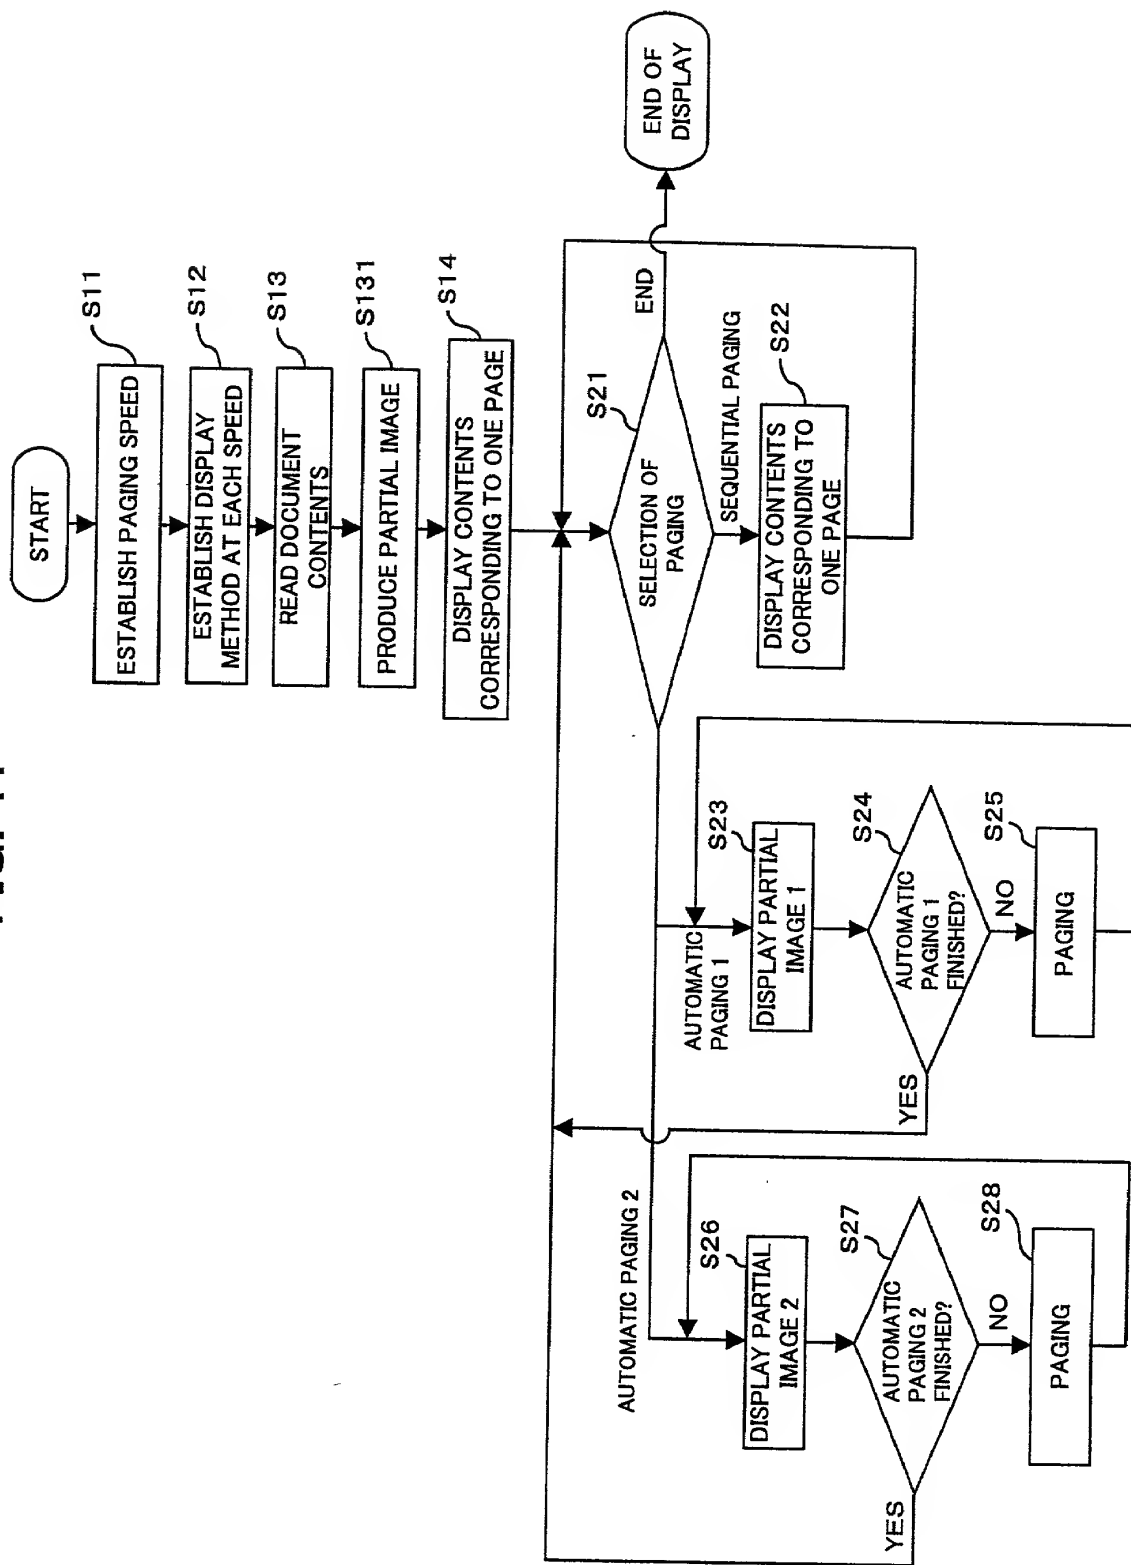 START
S11
ESTABLISH PAGING SPEED
S12
ESTABLISH DISPLAY
METHOD AT EACH SPEED
S13
READ DOCUMENT
CONTENTS
S131
PRODUCE PARTIAL IMAGE
S14
DISPLAY CONTENTS
CORRESPONDING TO ONE PAGE
S21
SELECTION OF
PAGING
END
END OF
DISPLAY
SEQUENTIAL PAGING
S22
DISPLAY CONTENTS
CORRESPONDING TO
ONE PAGE
AUTOMATIC
PAGING 1
S23
DISPLAY PARTIAL
IMAGE 1
S24
AUTOMATIC
PAGING 1
FINISHED?
YES
NO
S25
PAGING
AUTOMATIC PAGING 2
S26
DISPLAY PARTIAL
IMAGE 2
S27
AUTOMATIC
PAGING 2
FINISHED?
YES
NO
S28
PAGING